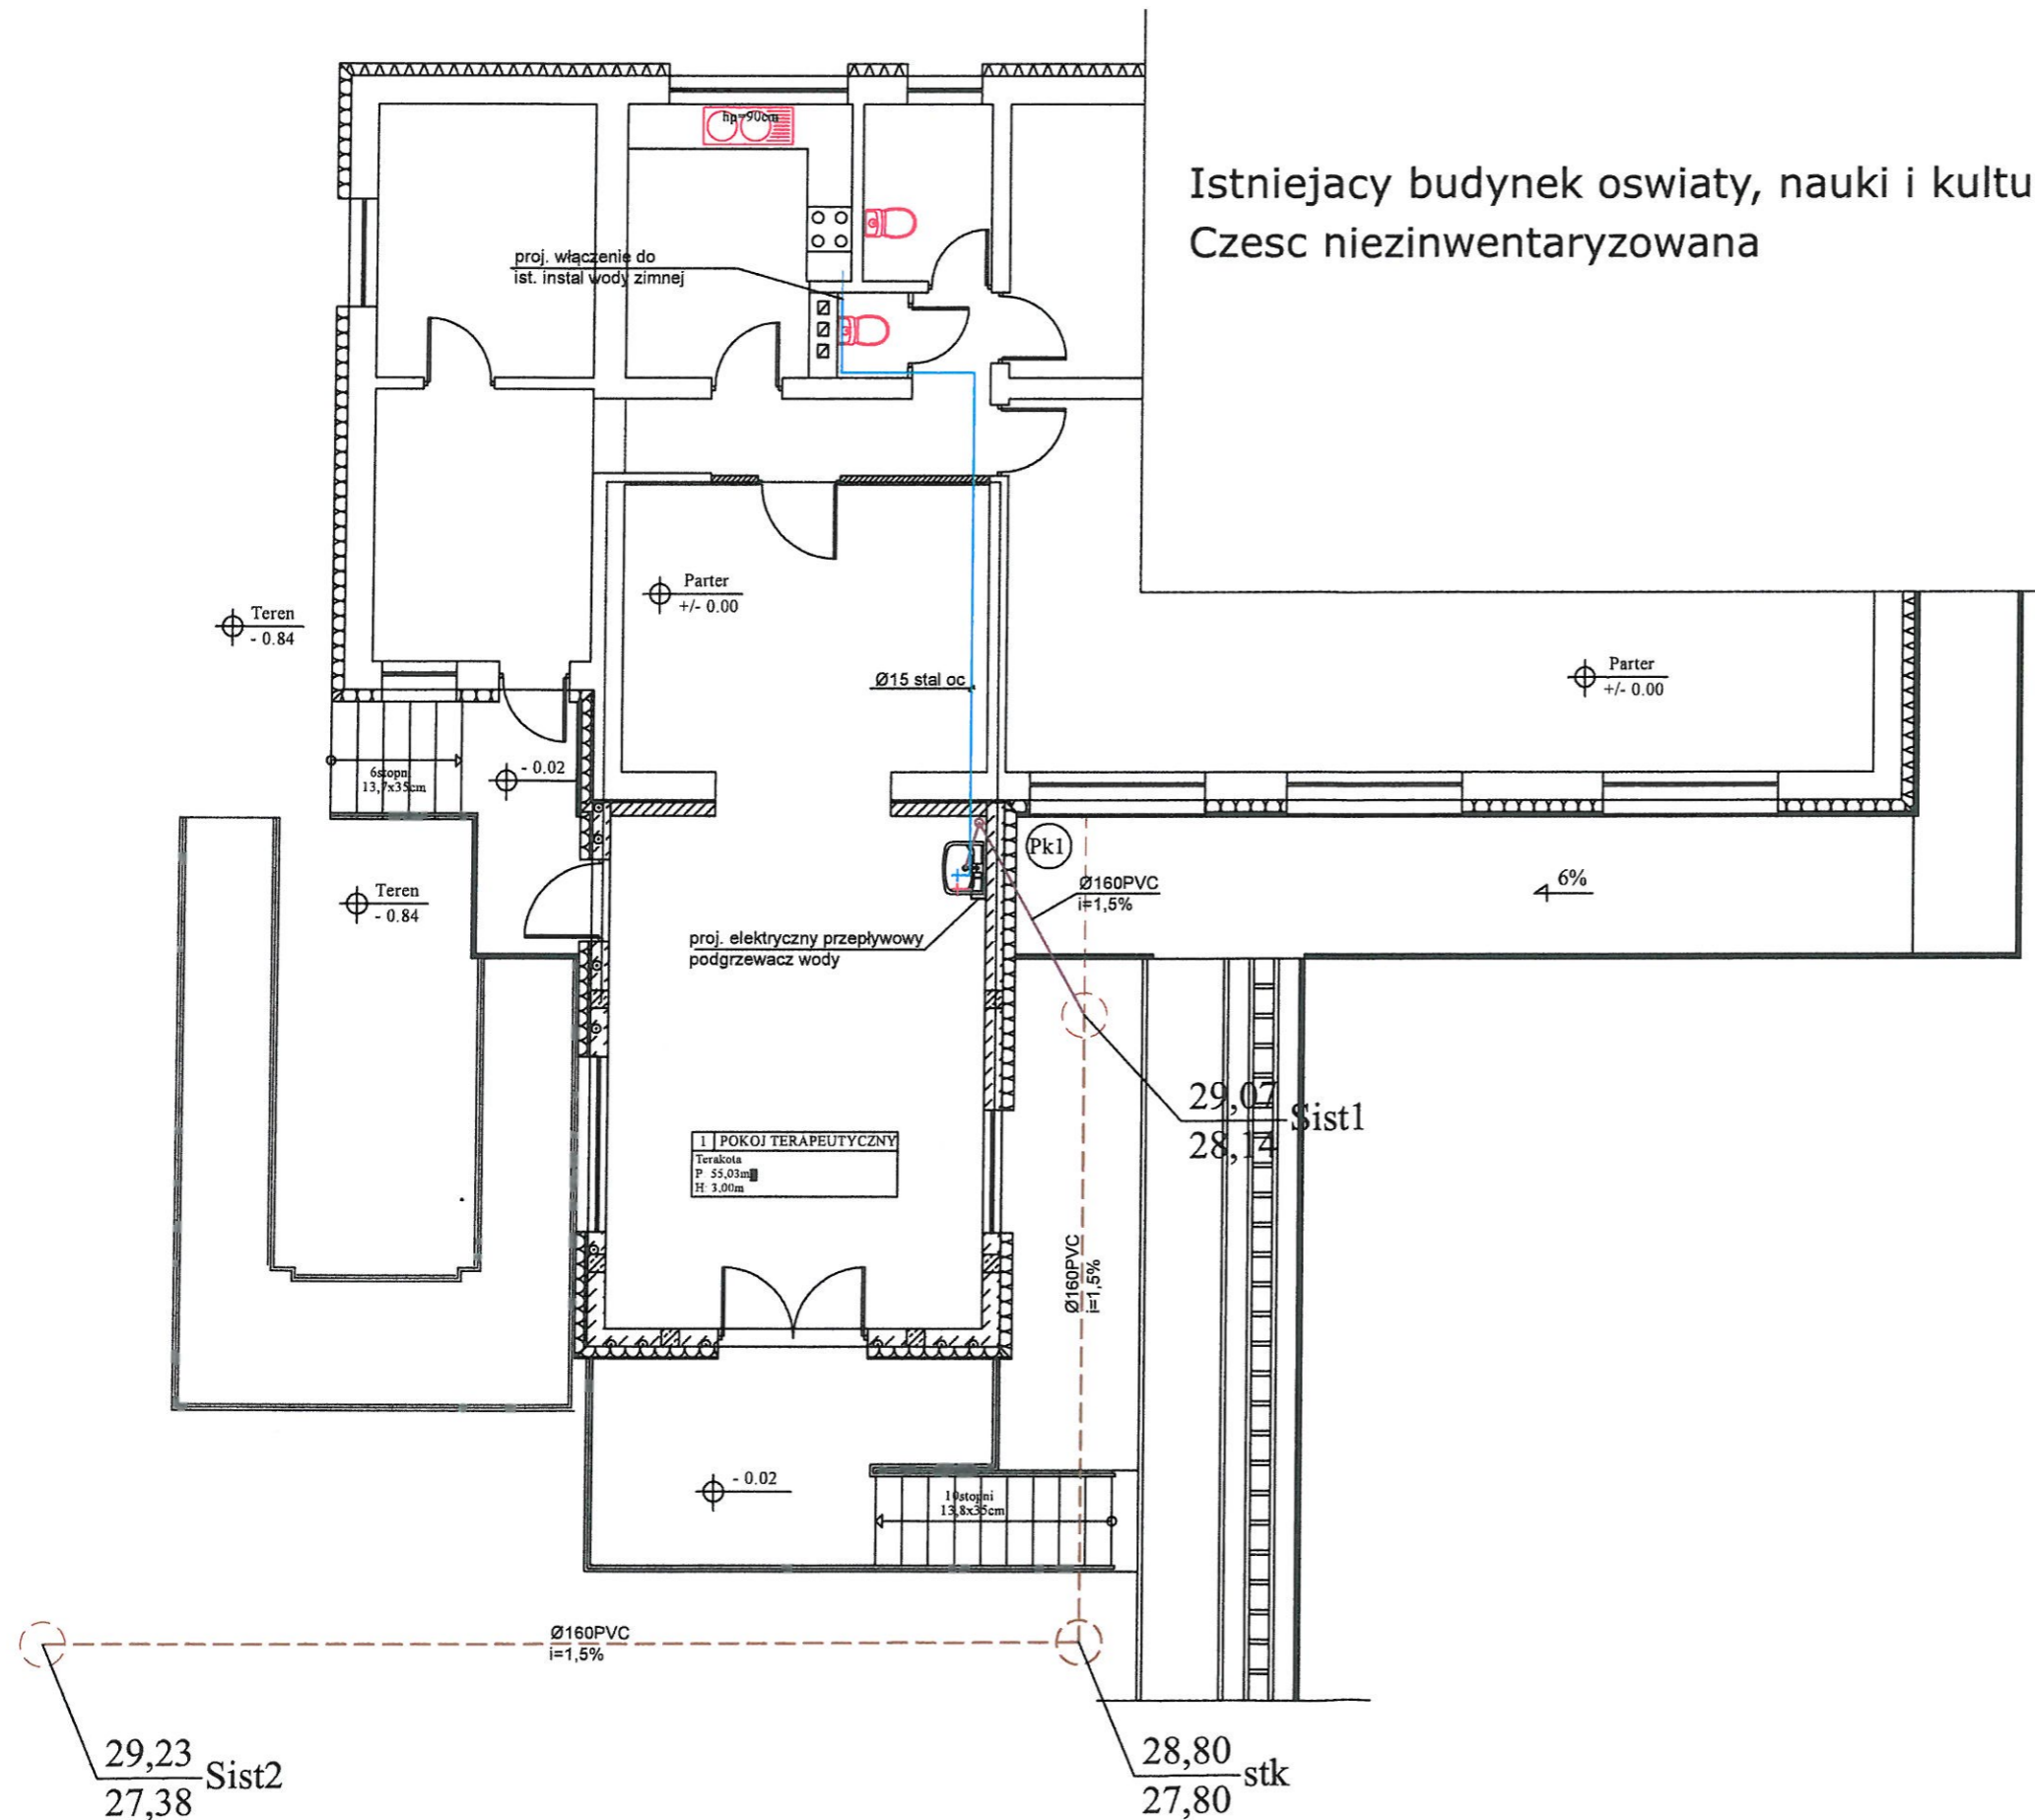 hp=90cm
Istniejacy budynek oswiaty, nauki i kultu
Czesc niezinwentaryzowana
proj. włączenie do
ist. instal wody zimnej
Parter
+/- 0.00
Teren
- 0.84
Ø15 stal oc
Parter
+/- 0.00
6stopni
13,7x35cm
- 0.02
Pk1
Teren
- 0.84
Ø160PVC
i=1,5%
6%
proj. elektryczny przepływowy
podgrzewacz wody
29,07
Sist1
28,14
1 POKOJ TERAPEUTYCZNY
Terakota
P: 55,03m
H: 3,00m
Ø160PVC
i=1,5%
- 0.02
10stopni
13,8x35cm
Ø160PVC
i=1,5%
29,23
Sist2
27,38
28,80
stk
27,80